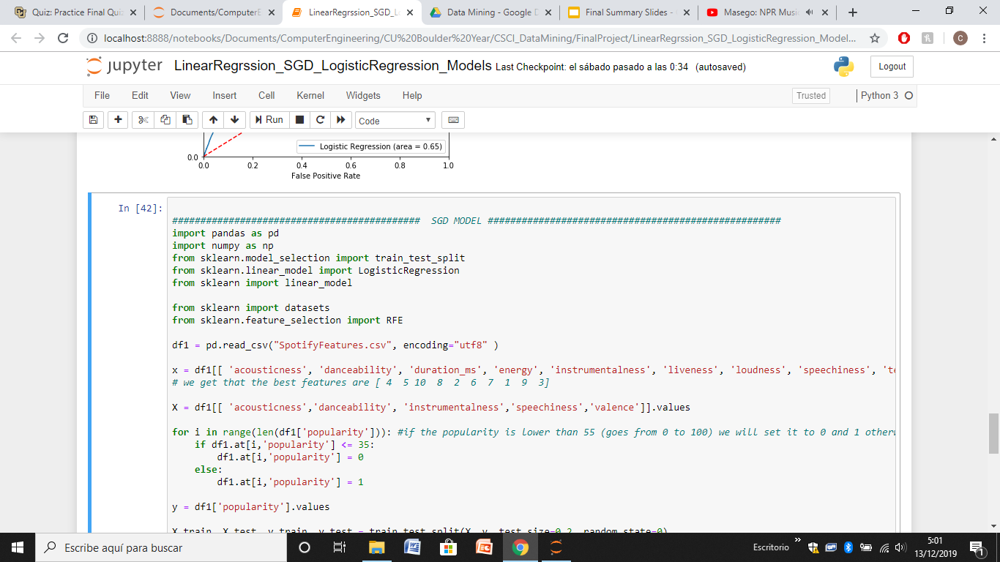 Quiz: Practice Final Qui
Documents/ComputerE
LinearRegrssion_SGD_L
Data Mining - Google D
Final Summary Slides -
Masego: NPR Musi
localhost:8888/notebooks/Documents/ComputerEngineering/CU%20Boulder%20Year/CSCI_DataMining/FinalProject/LinearRegrssion_SGD_LogisticRegression_Model...
C
jupyter LinearRegrssion_SGD_LogisticRegression_Models Last Checkpoint: el sábado pasado a las 0:34 (autosaved)
Logout
File Edit View Insert Cell Kernel Widgets Help
Trusted
Python 3
Run
Code
Logistic Regression (area = 0.65)
0.0
0.0 0.2 0.4 0.6 0.8 1.0
False Positive Rate
In [42]:
############################################ SGD MODEL ####################################################
import pandas as pd
import numpy as np
from sklearn.model_selection import train_test_split
from sklearn.linear_model import LogisticRegression
from sklearn import linear_model
from sklearn import datasets
from sklearn.feature_selection import RFE
df1 = pd.read_csv("SpotifyFeatures.csv", encoding="utf8" )
x = df1[[ 'acousticness', 'danceability', 'duration_ms', 'energy', 'instrumentalness', 'liveness', 'loudness', 'speechiness', 'te
# we get that the best features are [ 4 5 10 8 2 6 7 1 9 3]
X = df1[[ 'acousticness','danceability', 'instrumentalness','speechiness','valence']].values
for i in range(len(df1['popularity'])): #if the popularity is lower than 55 (goes from 0 to 100) we will set it to 0 and 1 otherw
if df1.at[i,'popularity'] <= 35:
df1.at[i,'popularity'] = 0
else:
df1.at[i,'popularity'] = 1
y = df1['popularity'].values
X_train, X_test, y_train, y_test = train_test_split(X, y, test_size=0.2, random_state=0)
Escribe aquí para buscar
Escritorio
5:01
13/12/2019
1